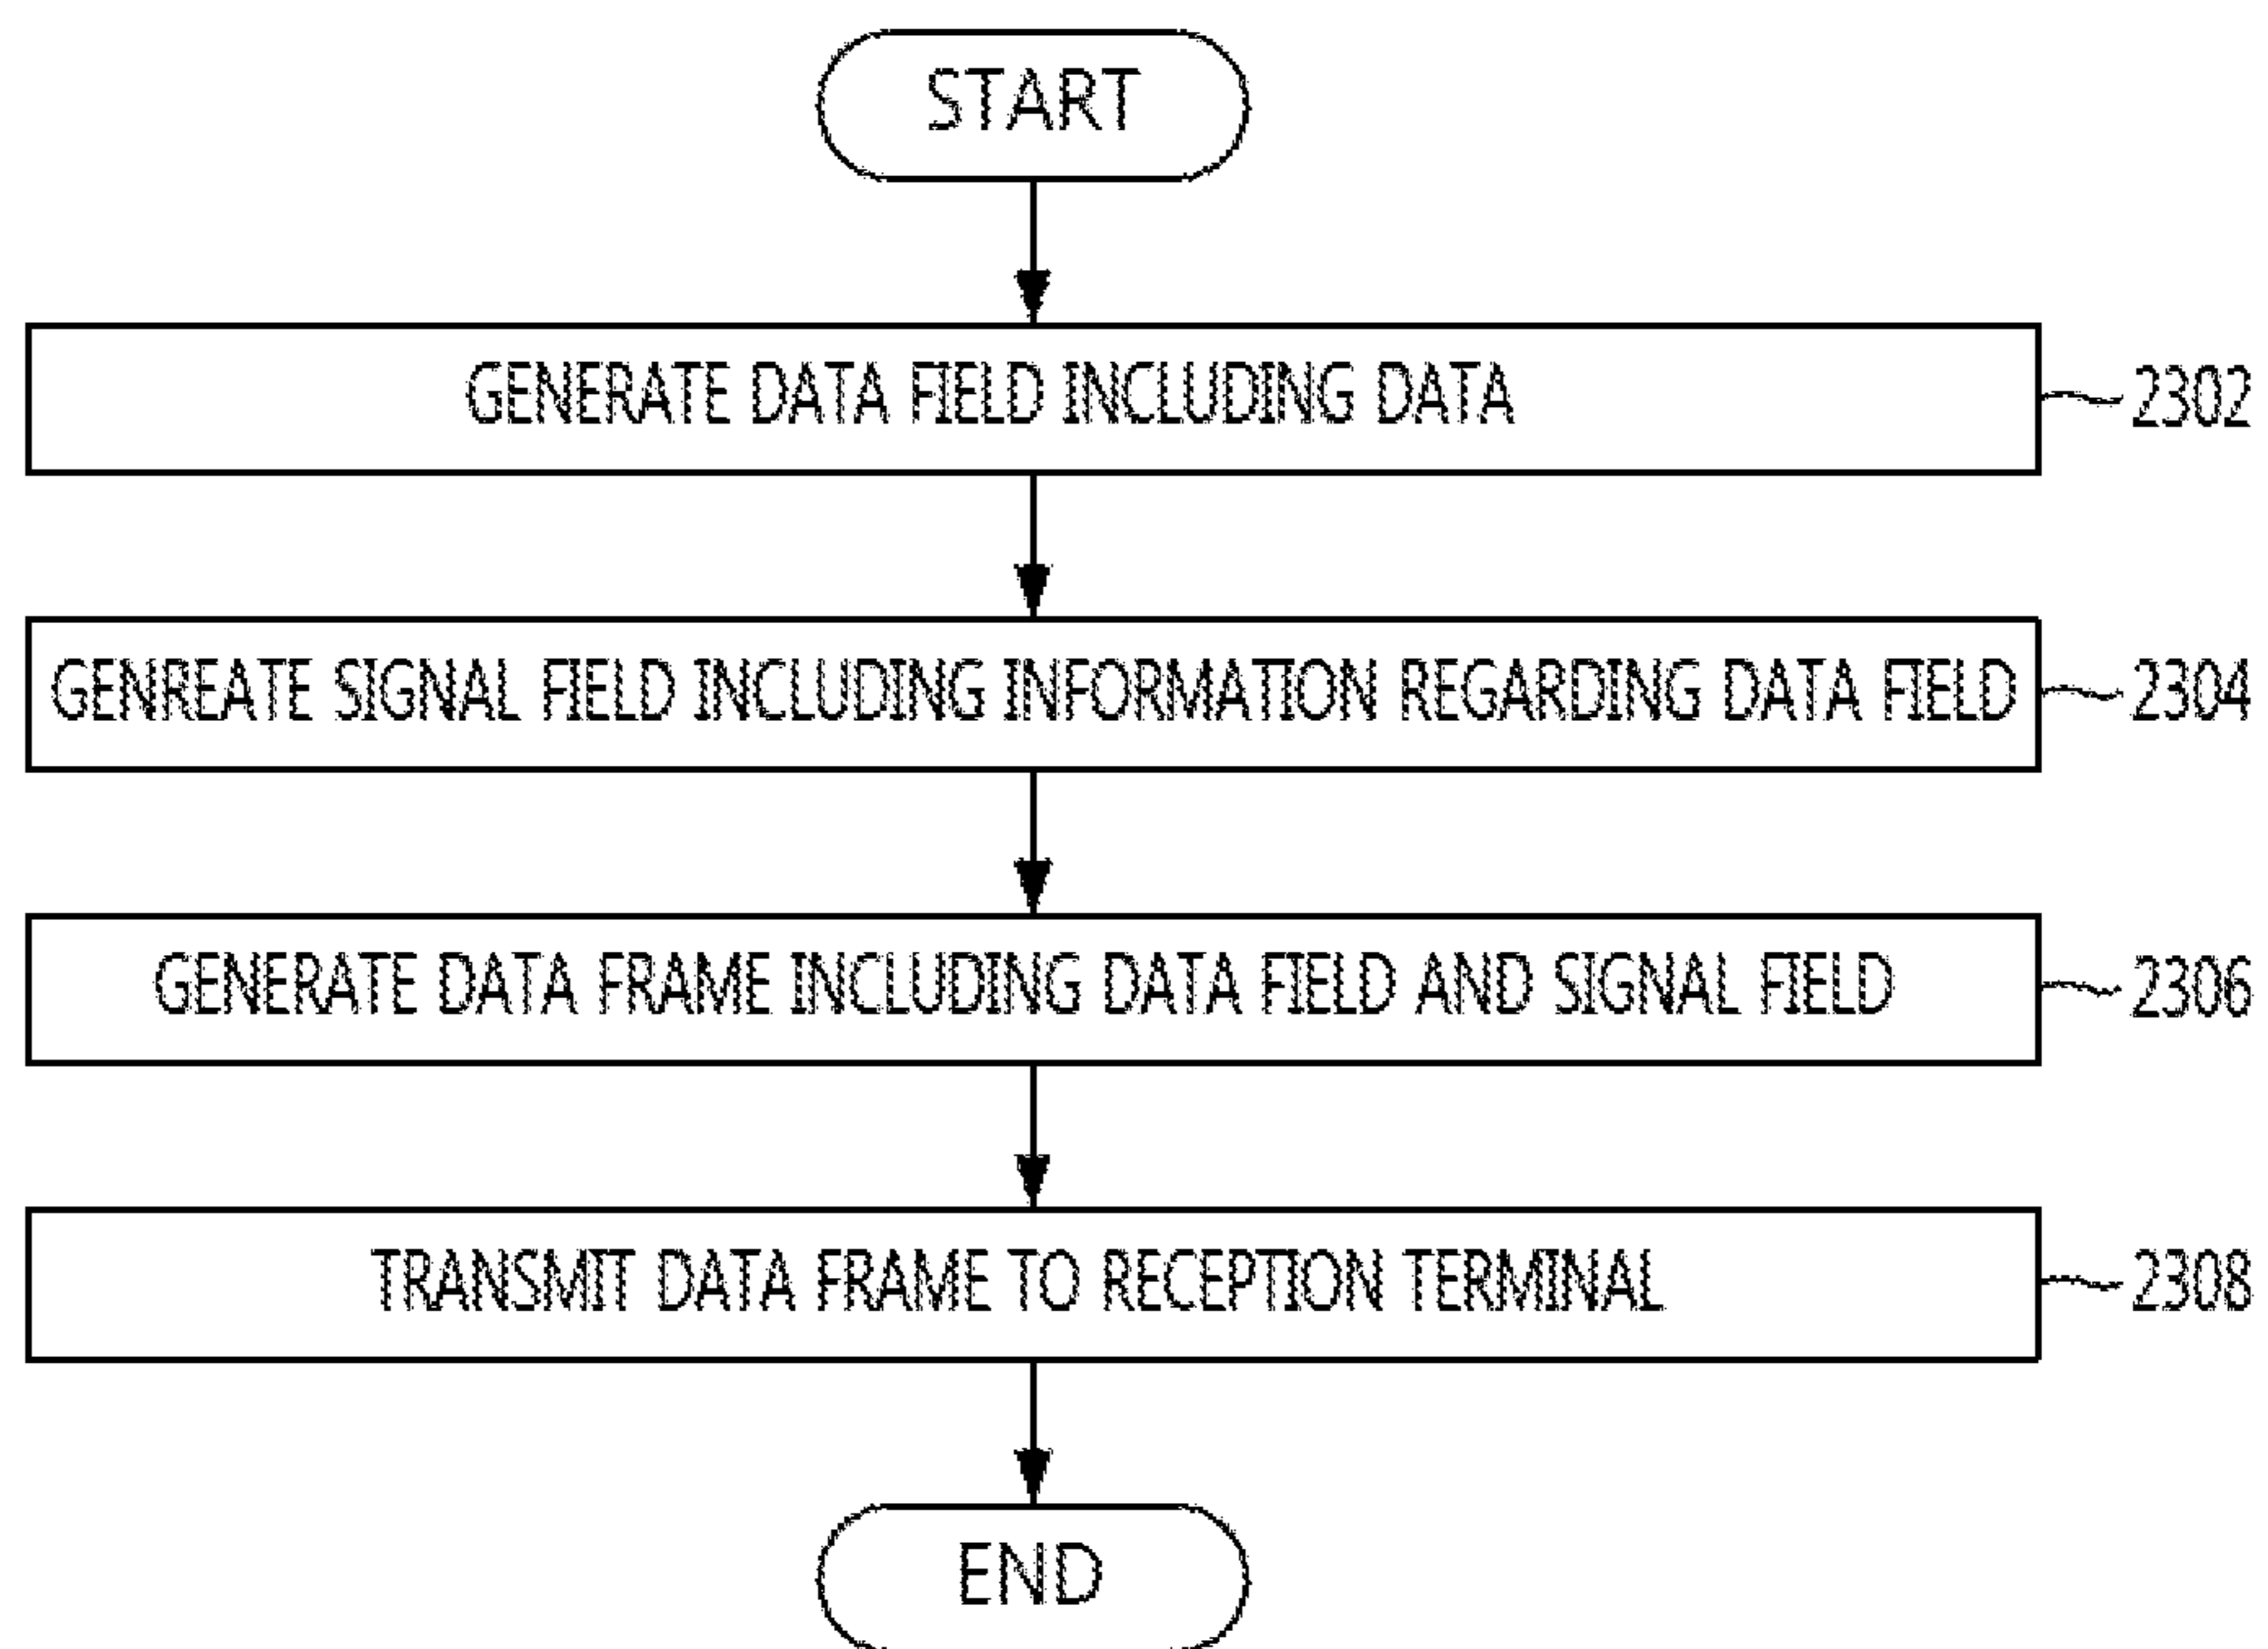 START
GENERATE DATA FIELD INCLUDING DATA
2302
GENREATE SIGNAL FIELD INCLUDING INFORMATION REGARDING DATA FIELD
2304
GENERATE DATA FRAME INCLUDING DATA FIELD AND SIGNAL FIELD
2306
TRANSMIT DATA FRAME TO RECEPTION TERMINAL
2308
END